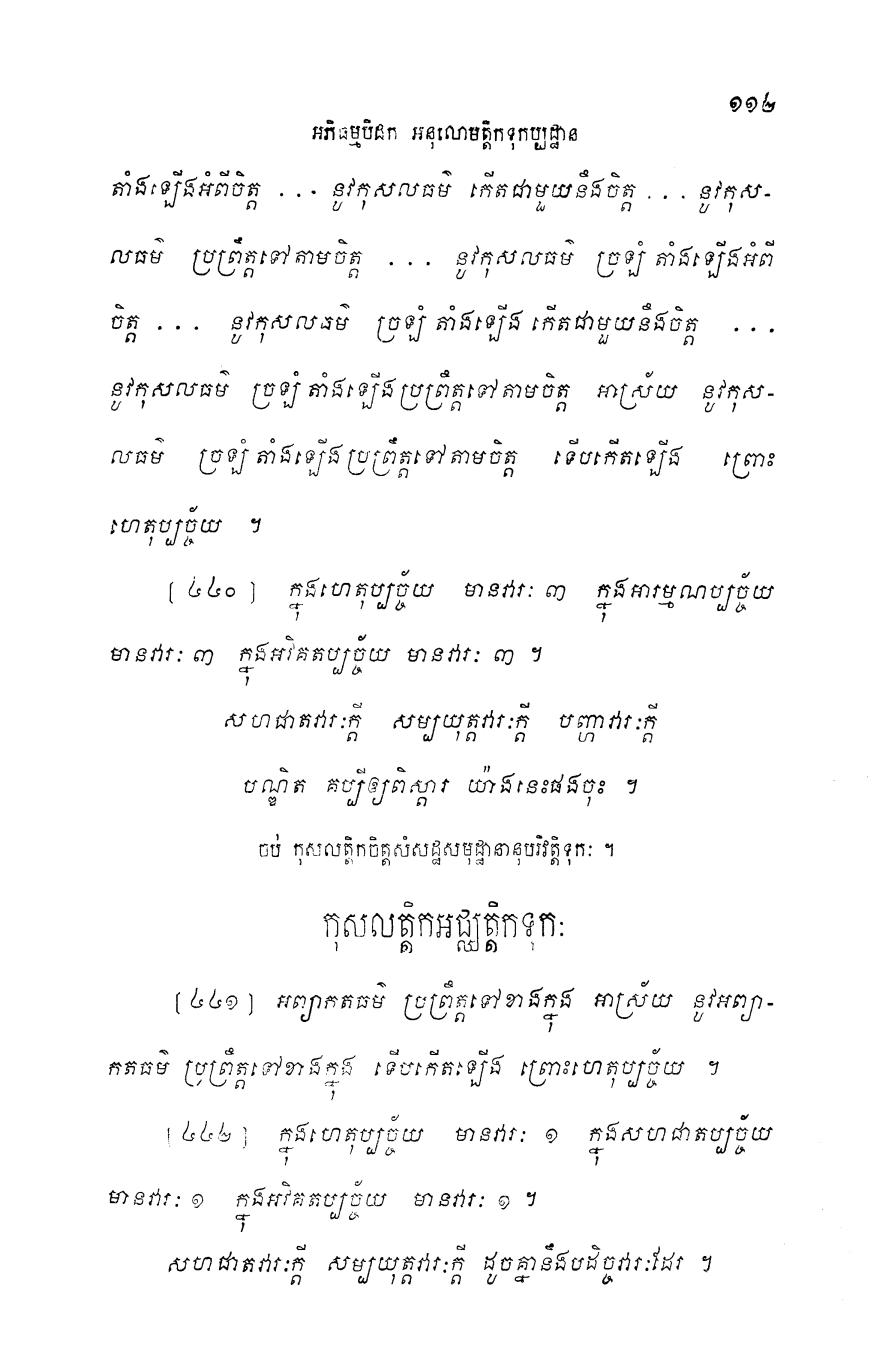 ១១២
អភិធម្មបិដក អនុលោមត្តិកទុកប្បដ្ឋាន
តាំងឡើងអំពីចិត្ត ... នូវកុសលធម៌ កើតជាមួយនឹងចិត្ត ... នូវកុស-
លធម៌ ប្រព្រឹត្តទៅតាមចិត្ត ... នូវកុសលធម៌ ច្រឡំ តាំងឡើងអំពី
ចិត្ត ... នូវកុសលធម៌ ច្រឡំ តាំងឡើង កើតជាមួយនឹងចិត្ត ...
នូវកុសលធម៌ ច្រឡំ តាំងឡើងប្រព្រឹត្តទៅតាមចិត្ត អាស្រ័យ នូវកុស-
លធម៌ ច្រឡំ តាំងឡើងប្រព្រឹត្តទៅតាមចិត្ត ទើបកើតឡើង ព្រោះ
ហេតុប្បច្ច័យ ។
[៤៤០] ក្នុងហេតុប្បច្ច័យ មានវារៈ ៣ ក្នុងអារម្មណប្បច្ច័យ
មានវារៈ ៣ ក្នុងអវិគតប្បច្ច័យ មានវារៈ ៣ ។
សហជាតវារៈក្តី សម្បយុត្តវារៈក្តី បញ្ហាវារៈក្តី
បណ្ឌិត គប្បីឲ្យពិស្តារ យ៉ាងនេះផងចុះ ។
ចប់ កុសលត្តិកចិត្តសំសដ្ឋសមុដ្ឋានានុបរិវត្តិទុកៈ ។
កុសលត្តិកអជ្ឈត្តិកទុកៈ
[៤៤១] អព្យាកតធម៌ ប្រព្រឹត្តទៅខាងក្នុង អាស្រ័យ នូវអព្យា-
កតធម៌ ប្រព្រឹត្តទៅខាងក្នុង ទើបកើតឡើង ព្រោះហេតុប្បច្ច័យ ។
[៤៤២] ក្នុងហេតុប្បច្ច័យ មានវារៈ ១ ក្នុងសហជាតប្បច្ច័យ
មានវារៈ ១ ក្នុងអវិគតប្បច្ច័យ មានវារៈ ១ ។
សហជាតវារៈក្តី សម្បយុត្តវារៈក្តី ដូចគ្នានឹងបដិច្ចវារៈដែរ ។